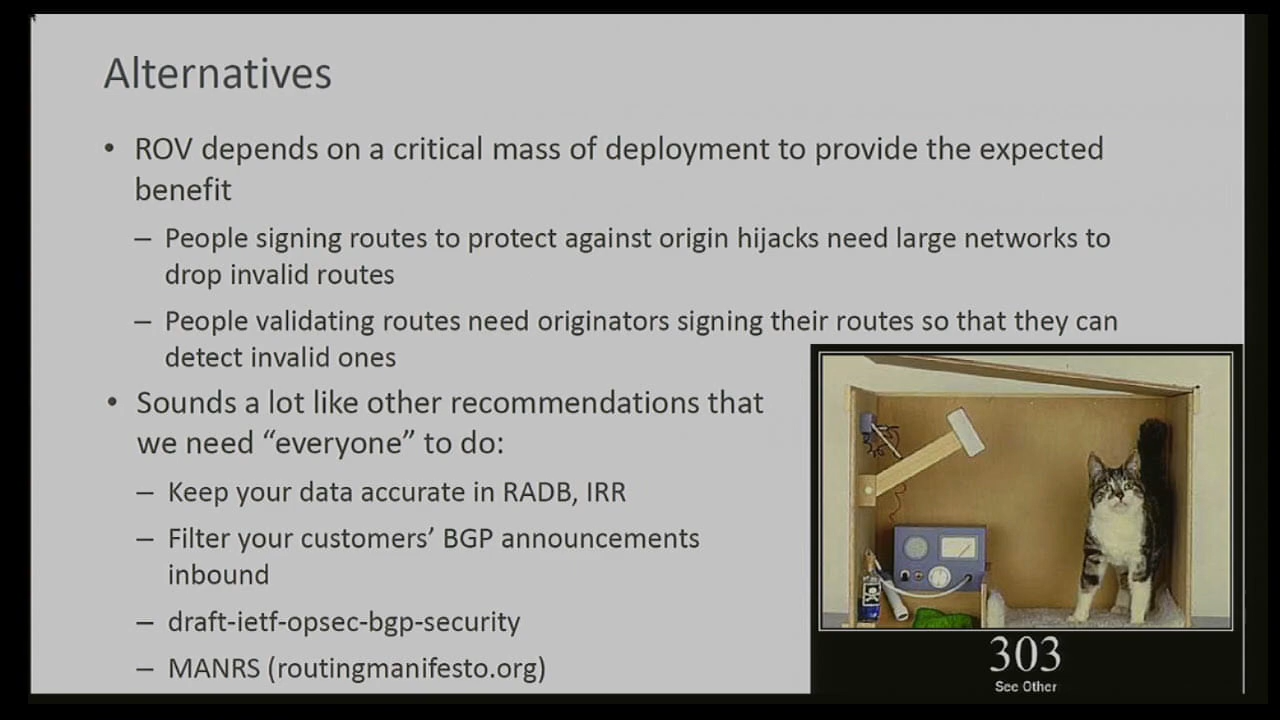 Alternatives
• ROV depends on a critical mass of deployment to provide the expected
benefit
– People signing routes to protect against origin hijacks need large networks to
drop invalid routes
– People validating routes need originators signing their routes so that they can
detect invalid ones
• Sounds a lot like other recommendations that
we need “everyone” to do:
– Keep your data accurate in RADB, IRR
– Filter your customers’ BGP announcements
inbound
– draft-ietf-opsec-bgp-security
– MANRS (routingmanifesto.org)
303
See Other